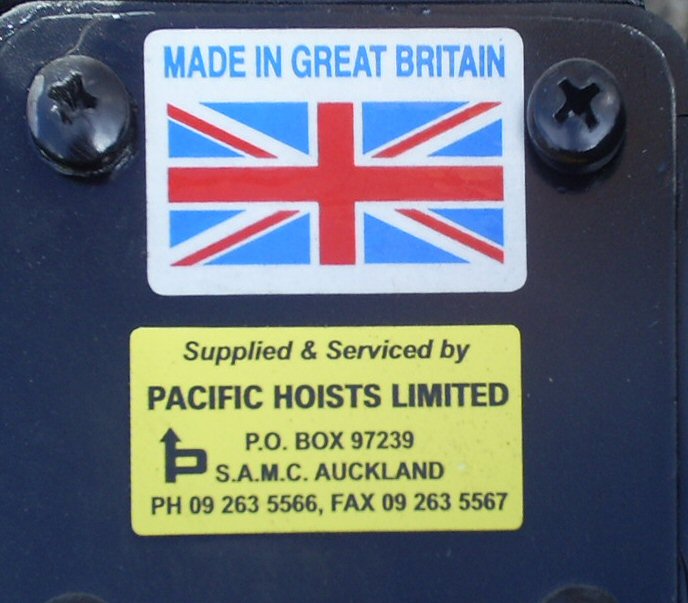 MADE IN GREAT BRITAIN
Supplied & Serviced by
PACIFIC HOISTS LIMITED
P.O. BOX 97239
S.A.M.C. AUCKLAND
PH 09 263 5566, FAX 09 263 5567